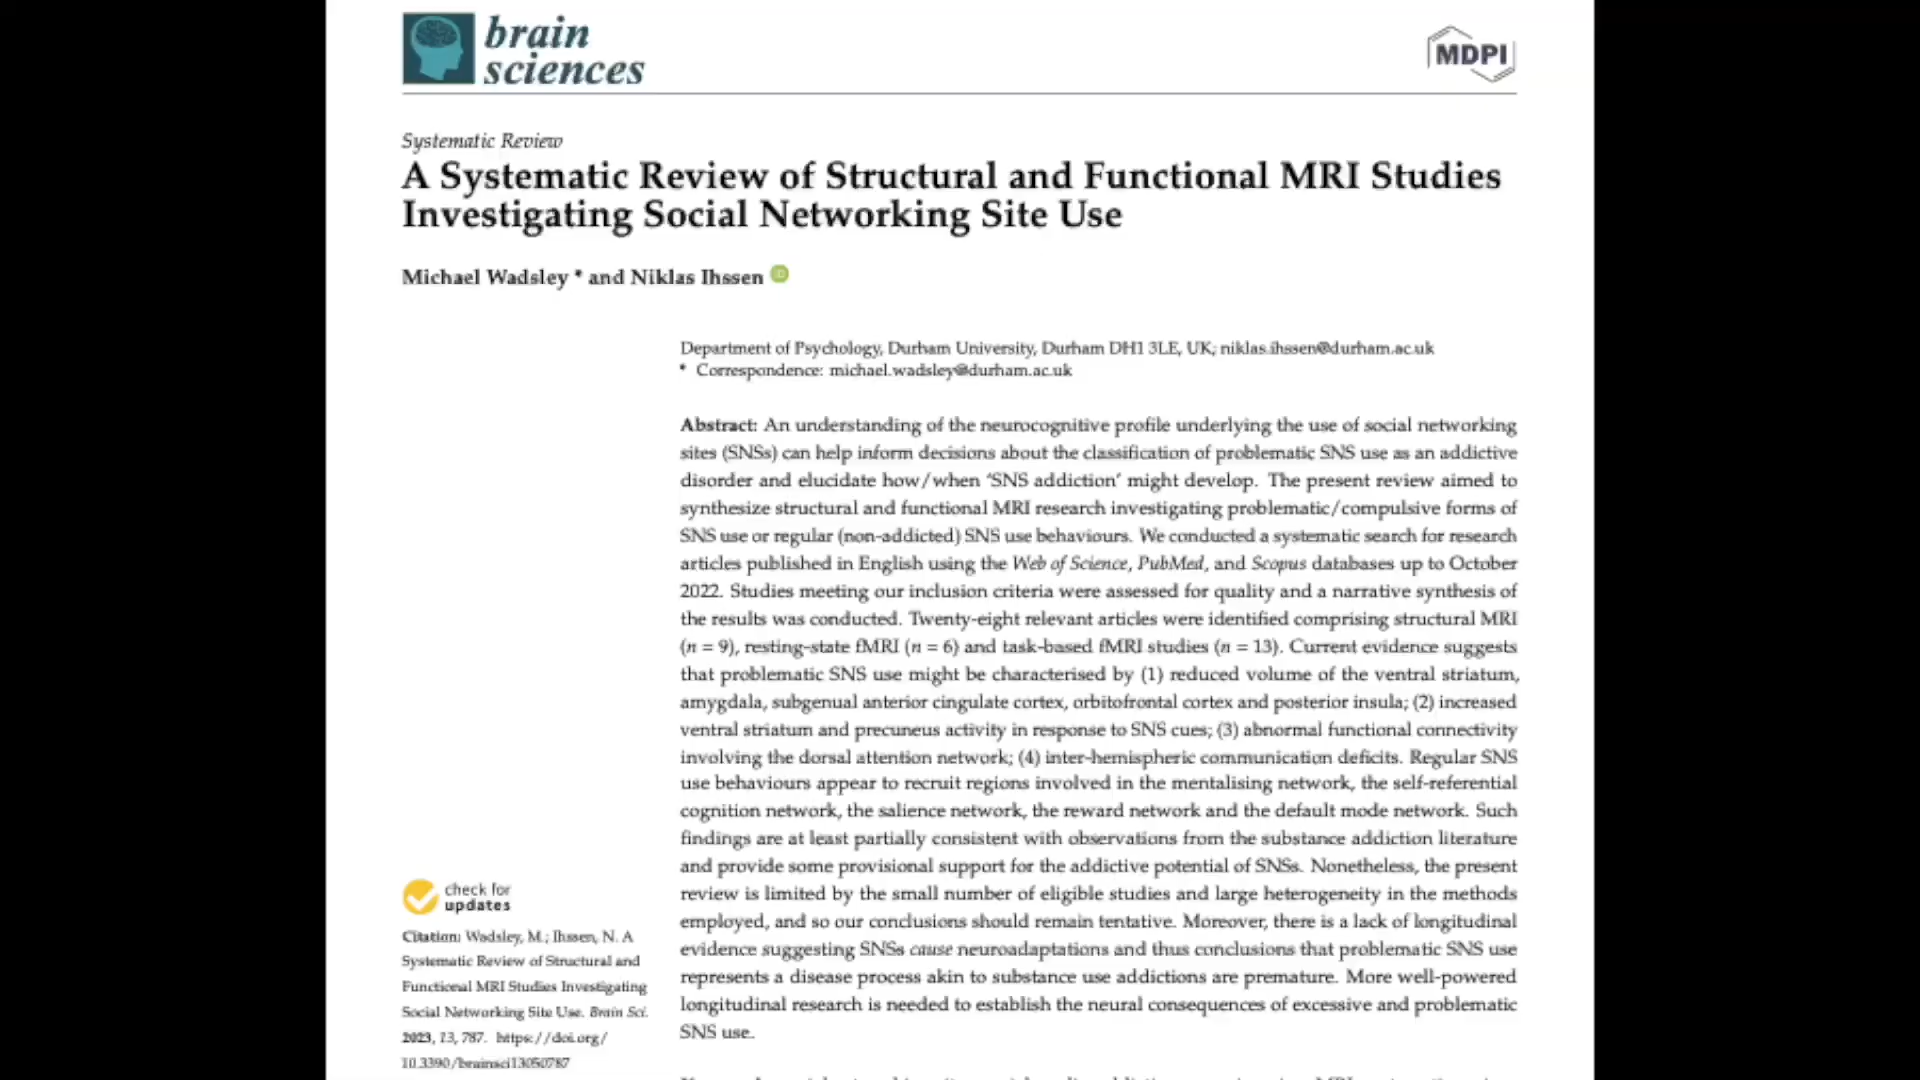 brain
sciences
MDPI
Systematic Review
A Systematic Review of Structural and Functional MRI Studies
Investigating Social Networking Site Use
Michael Wadsley * and Niklas Ihssen iD
Department of Psychology, Durham University, Durham DH1 3LE, UK; niklas.ihssen@durham.ac.uk
* Correspondence: michael.wadsley@durham.ac.uk
Abstract: An understanding of the neurocognitive profile underlying the use of social networking
sites (SNSs) can help inform decisions about the classification of problematic SNS use as an addictive
disorder and elucidate how/when ‘SNS addiction’ might develop. The present review aimed to
synthesize structural and functional MRI research investigating problematic/compulsive forms of
SNS use or regular (non-addicted) SNS use behaviours. We conducted a systematic search for research
articles published in English using the Web of Science, PubMed, and Scopus databases up to October
2022. Studies meeting our inclusion criteria were assessed for quality and a narrative synthesis of
the results was conducted. Twenty-eight relevant articles were identified comprising structural MRI
(n = 9), resting-state fMRI (n = 6) and task-based fMRI studies (n = 13). Current evidence suggests
that problematic SNS use might be characterised by (1) reduced volume of the ventral striatum,
amygdala, subgenual anterior cingulate cortex, orbitofrontal cortex and posterior insula; (2) increased
ventral striatum and precuneus activity in response to SNS cues; (3) abnormal functional connectivity
involving the dorsal attention network; (4) inter-hemispheric communication deficits. Regular SNS
use behaviours appear to recruit regions involved in the mentalising network, the self-referential
cognition network, the salience network, the reward network and the default mode network. Such
findings are at least partially consistent with observations from the substance addiction literature
and provide some provisional support for the addictive potential of SNSs. Nonetheless, the present
review is limited by the small number of eligible studies and large heterogeneity in the methods
employed, and so our conclusions should remain tentative. Moreover, there is a lack of longitudinal
evidence suggesting SNSs cause neuroadaptations and thus conclusions that problematic SNS use
represents a disease process akin to substance use addictions are premature. More well-powered
longitudinal research is needed to establish the neural consequences of excessive and problematic
SNS use.
check for
updates
Citation: Wadsley, M.; Ihssen, N. A
Systematic Review of Structural and
Functional MRI Studies Investigating
Social Networking Site Use. Brain Sci.
2023, 13, 787. https://doi.org/
10.3390/brainsci13050787